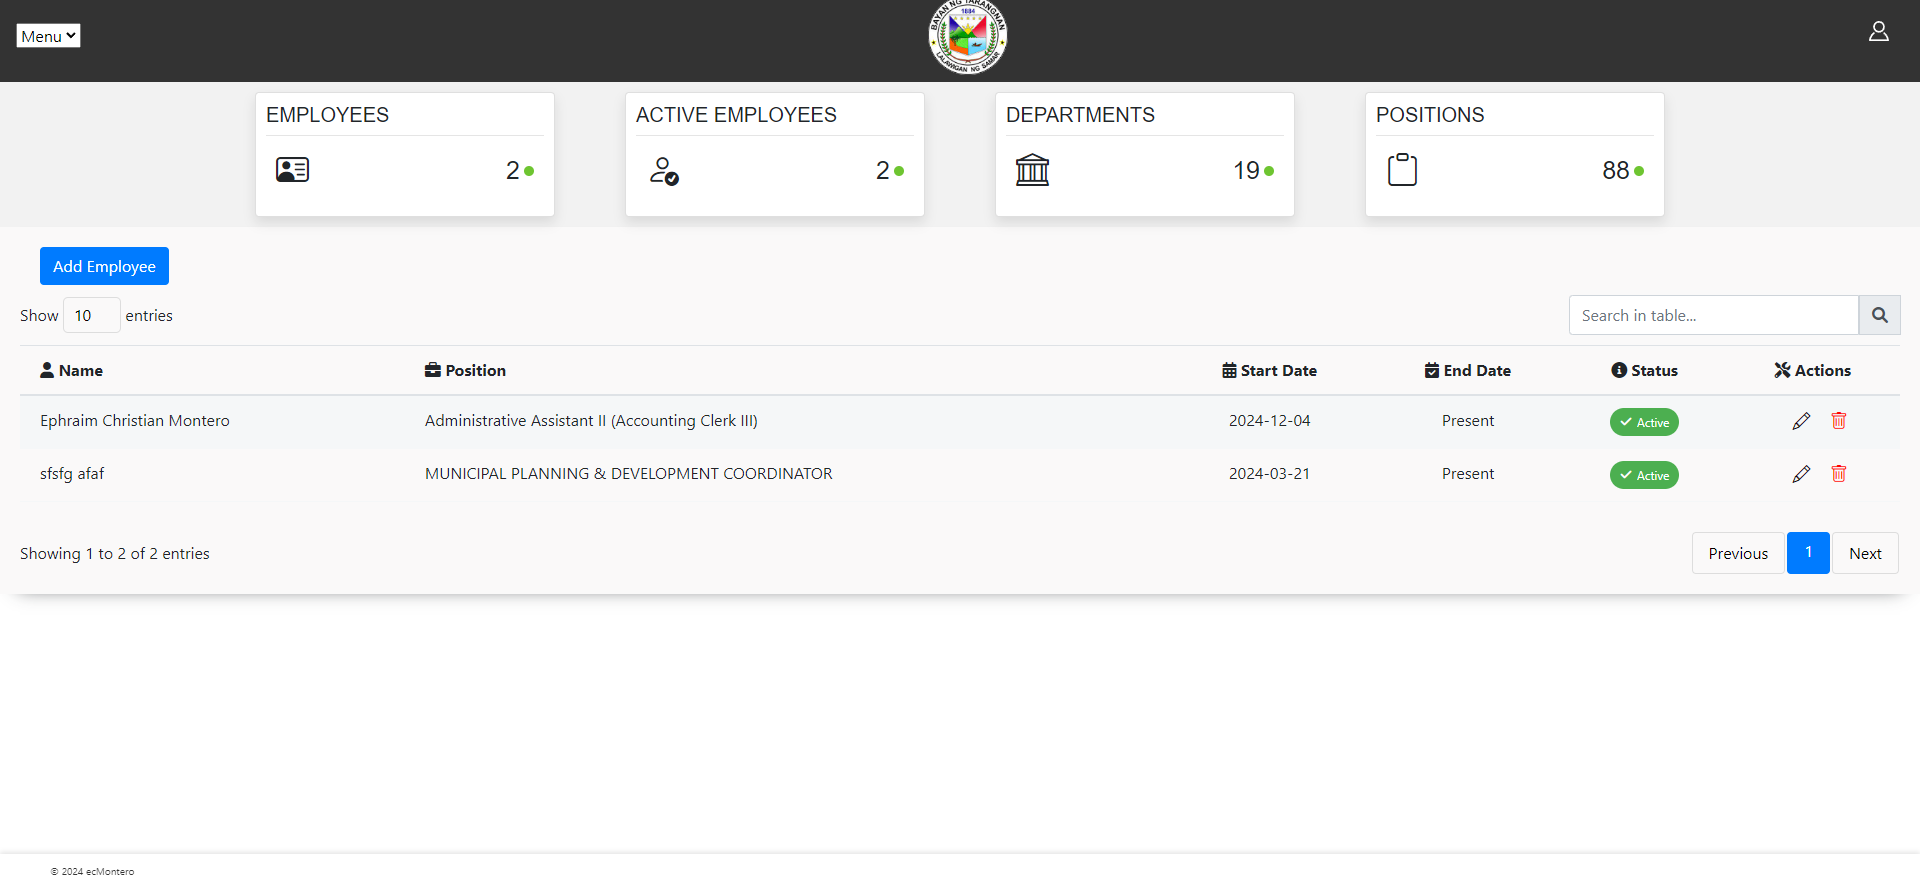 Menu
BAYAN NG TARANGNAN
1884
LALAWIGAN NG SAMAR
EMPLOYEES
2
ACTIVE EMPLOYEES
2
DEPARTMENTS
19
POSITIONS
88
Add Employee
Show 10 entries
Search in table...
Name Position Start Date End Date Status Actions
Ephraim Christian Montero Administrative Assistant II (Accounting Clerk III) 2024-12-04 Present Active
sfsfg afaf MUNICIPAL PLANNING & DEVELOPMENT COORDINATOR 2024-03-21 Present Active
Showing 1 to 2 of 2 entries
Previous 1 Next
© 2024 ecMontero